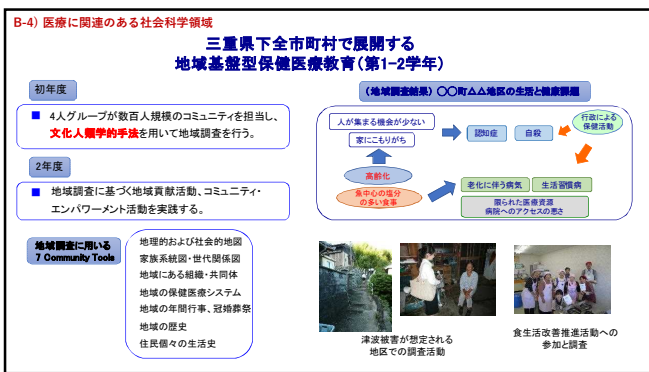 B-4) 医療に関連のある社会科学領域
三重県下全市町村で展開する
地域基盤型保健医療教育(第1-2学年)
初年度
4人グループが数百人規模のコミュニティを担当し、
文化人類学的手法を用いて地域調査を行う。
2年度
地域調査に基づく地域貢献活動、コミュニティ・
エンパワーメント活動を実践する。
地域調査に用いる
7 Community Tools
地理的および社会的地図
家族系統図・世代関係図
地域にある組織・共同体
地域の保健医療システム
地域の年間行事、冠婚葬祭
地域の歴史
住民個々の生活史
(地域調査結果) 〇〇町△△地区の生活と健康課題
人が集まる機会が少ない
家にこもりがち
認知症
自殺
行政による
保健活動
高齢化
魚中心の塩分
の多い食事
老化に伴う病気
生活習慣病
限られた医療資源
病院へのアクセスの悪さ
津波被害が想定される
地区での調査活動
食生活改善推進活動への
参加と調査